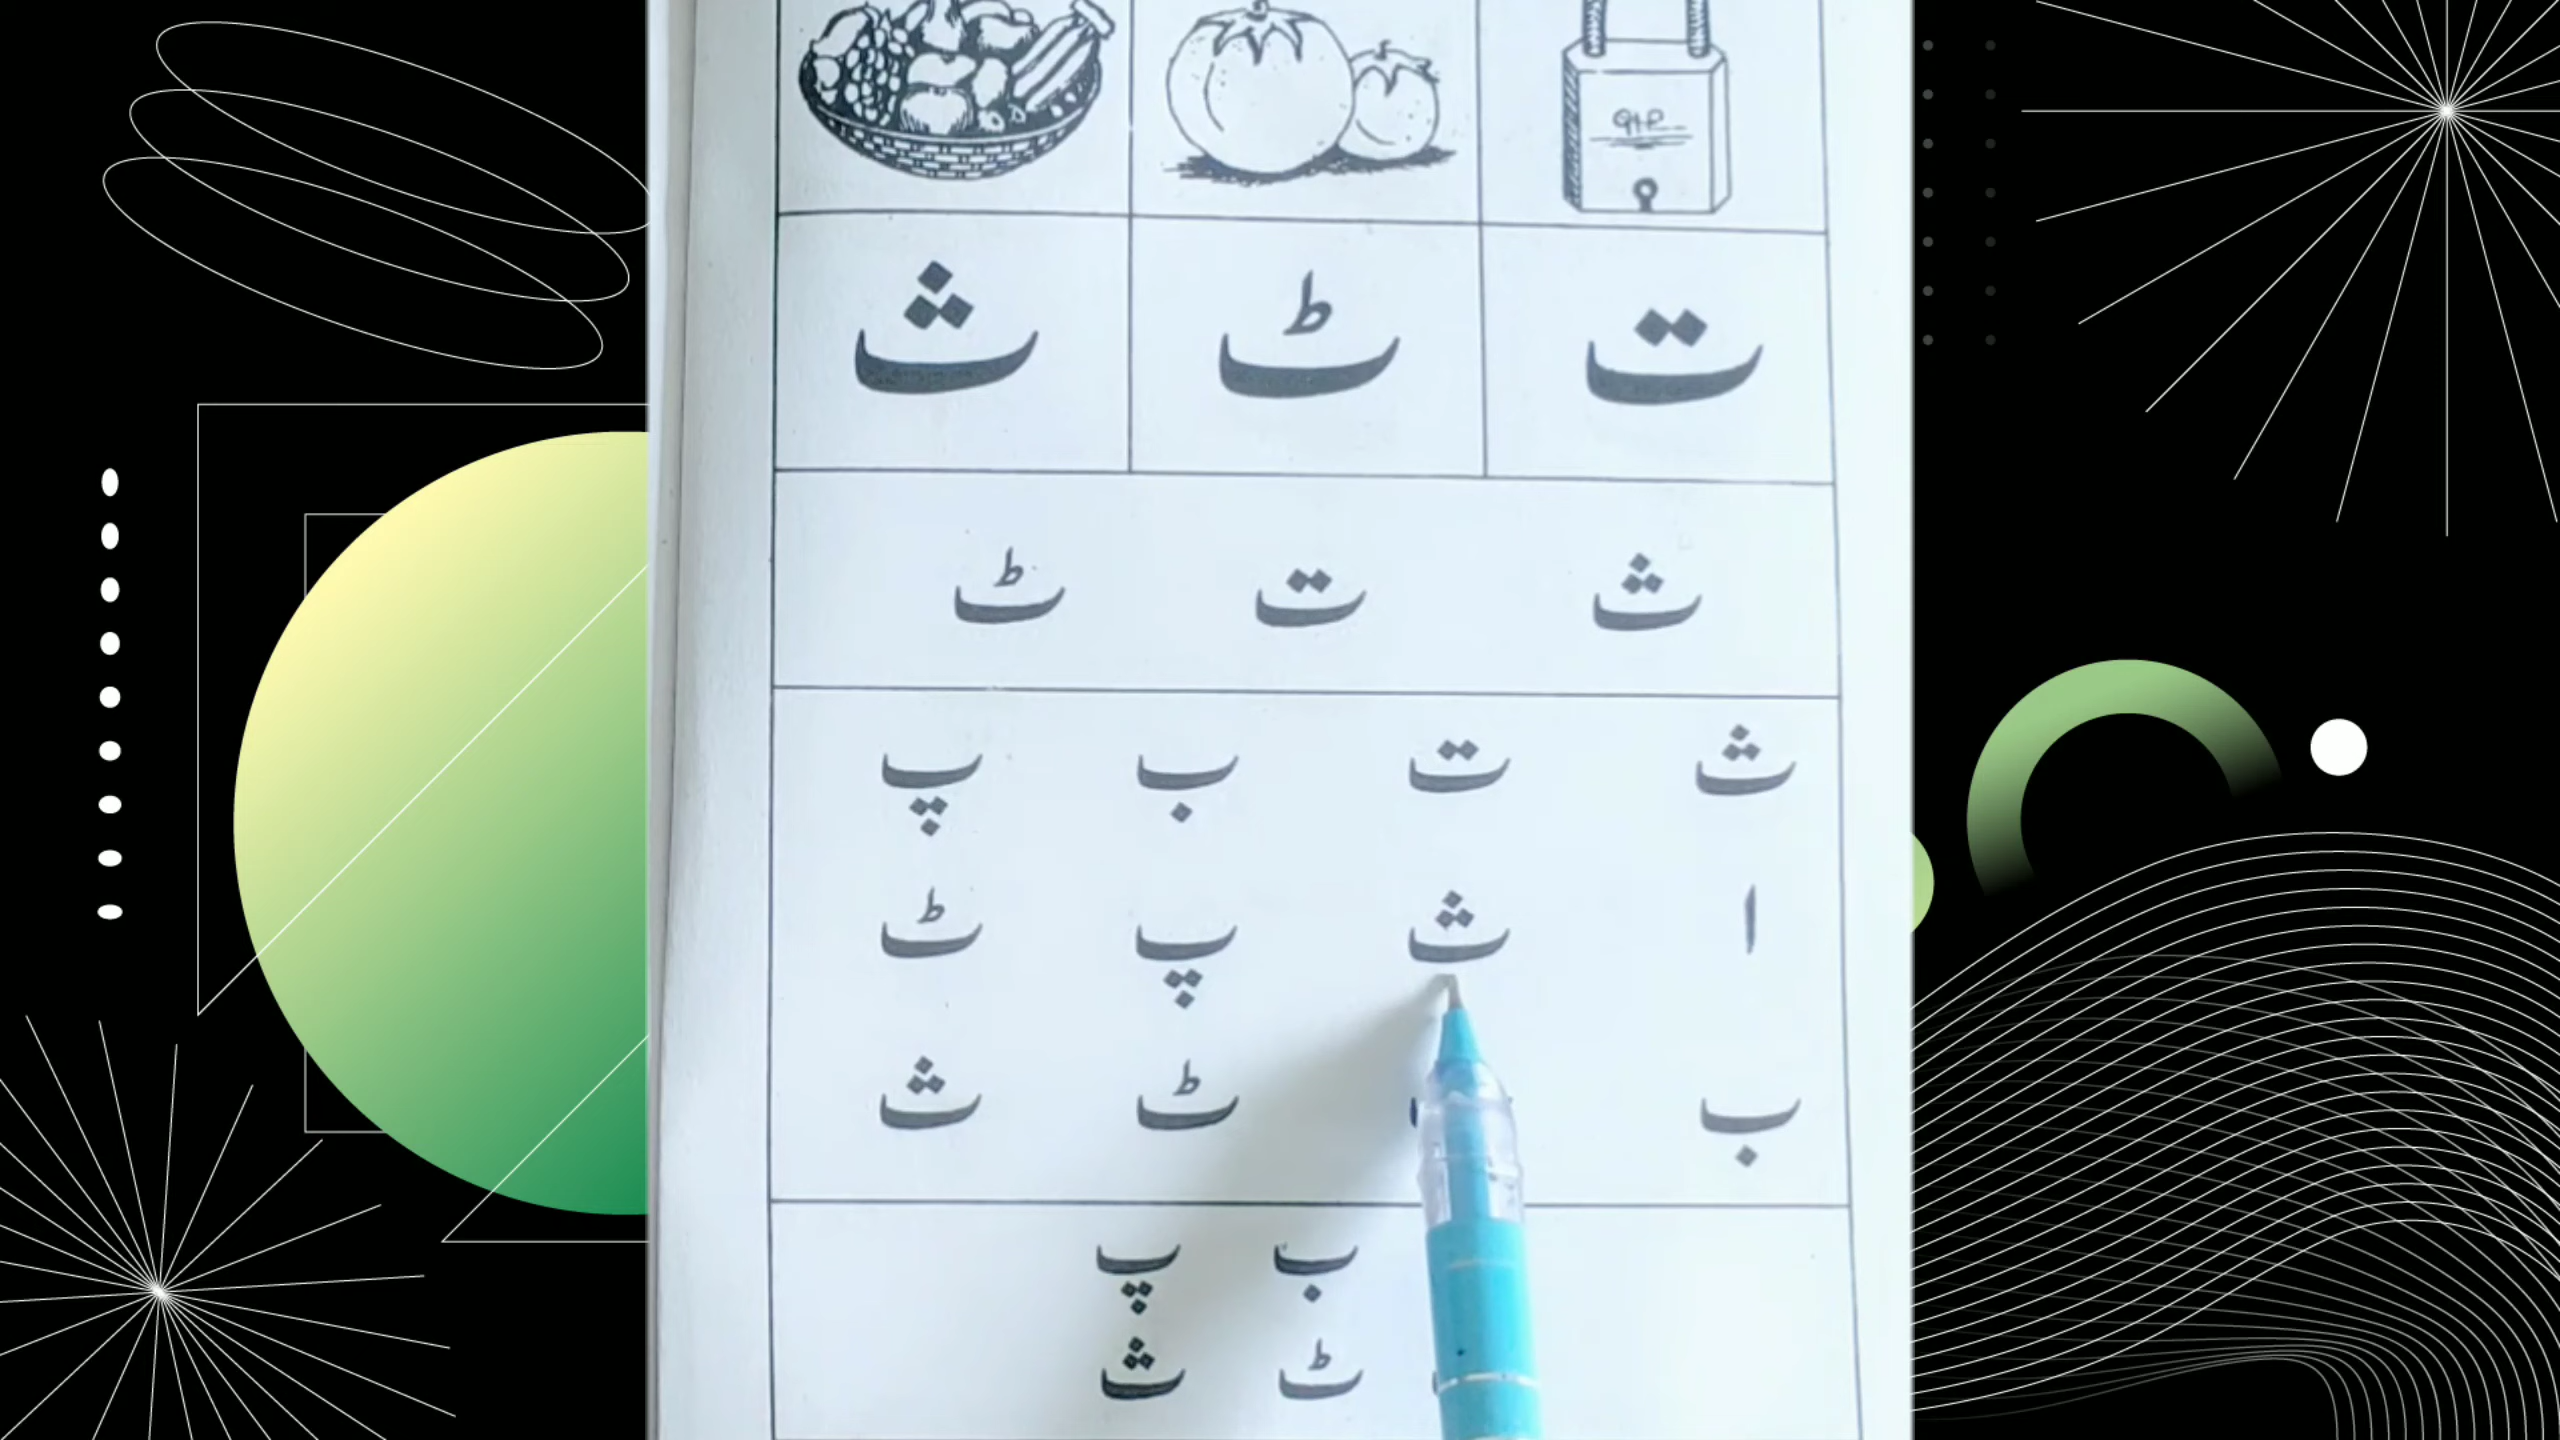 ت ٹ ث
ث ت ٹ
ث ت ب پ
ا ث پ ٹ
ب ٹ ث
ب پ
ٹ ث